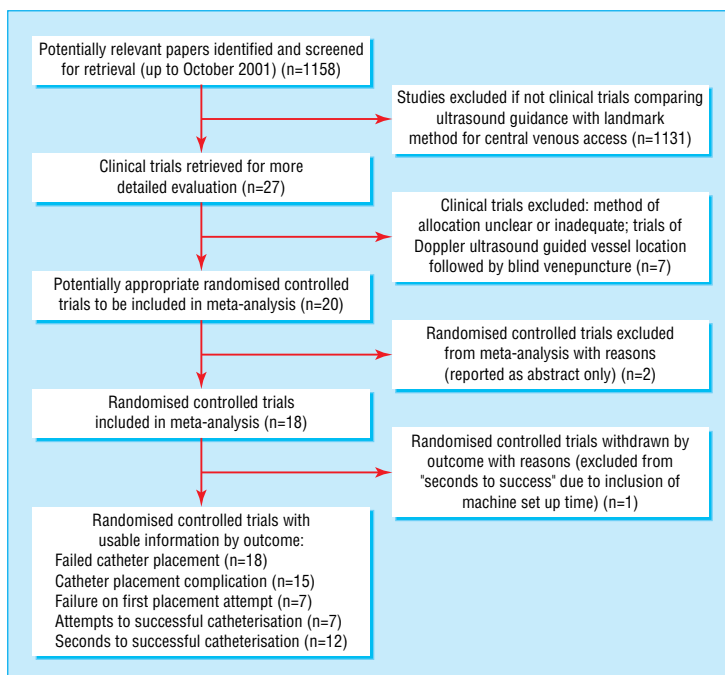 Potentially relevant papers identified and screened
for retrieval (up to October 2001) (n=1158)
Studies excluded if not clinical trials comparing
ultrasound guidance with landmark
method for central venous access (n=1131)
Clinical trials retrieved for more
detailed evaluation (n=27)
Clinical trials excluded: method of
allocation unclear or inadequate; trials of
Doppler ultrasound guided vessel location
followed by blind venepuncture (n=7)
Potentially appropriate randomised controlled
trials to be included in meta-analysis (n=20)
Randomised controlled trials excluded
from meta-analysis with reasons
(reported as abstract only) (n=2)
Randomised controlled trials
included in meta-analysis (n=18)
Randomised controlled trials withdrawn by
outcome with reasons (excluded from
"seconds to success" due to inclusion of
machine set up time) (n=1)
Randomised controlled trials with
usable information by outcome:
Failed catheter placement (n=18)
Catheter placement complication (n=15)
Failure on first placement attempt (n=7)
Attempts to successful catheterisation (n=7)
Seconds to successful catheterisation (n=12)